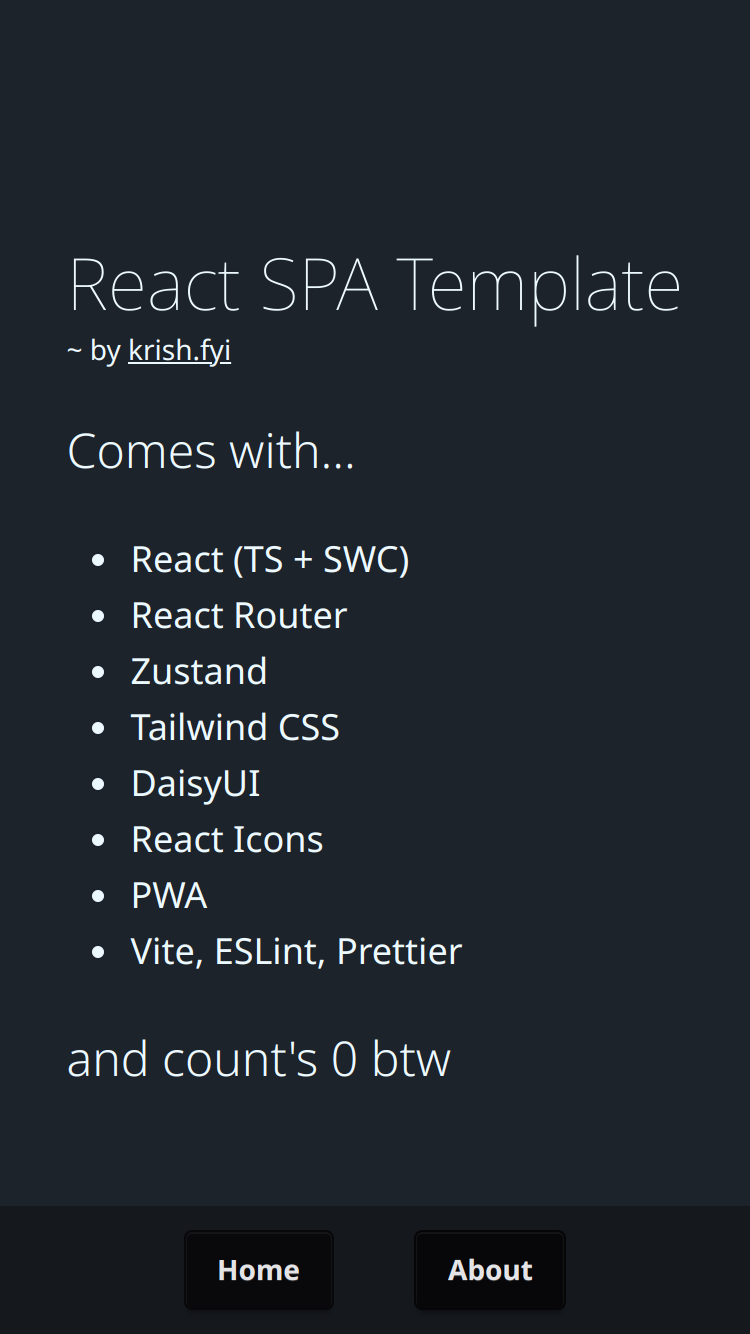 React SPA Template
~ by krish.fyi
Comes with...
React (TS + SWC)
React Router
Zustand
Tailwind CSS
DaisyUI
React Icons
PWA
Vite, ESLint, Prettier
and count's 0 btw
Home
About